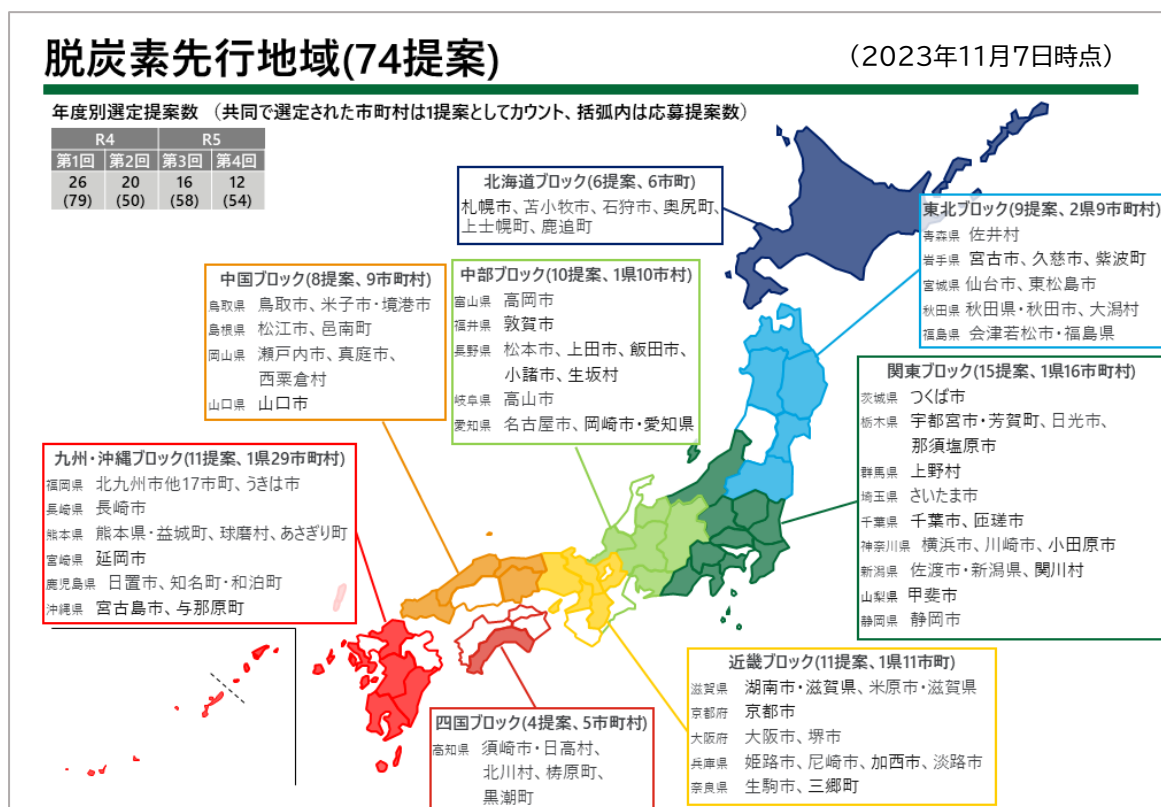 脱炭素先行地域(74提案)
(2023年11月7日時点)
年度別選定提案数 (共同で選定された市町村は1提案としてカウント、括弧内は応募提案数)
R4 R5
第1回 第2回 第3回 第4回
26 20 16 12
(79) (50) (58) (54)
北海道ブロック(6提案、6市町)
札幌市、苫小牧市、石狩市、奥尻町、
上士幌町、鹿追町
東北ブロック(9提案、2県9市町村)
青森県 佐井村
岩手県 宮古市、久慈市、紫波町
宮城県 仙台市、東松島市
秋田県 秋田県・秋田市、大潟村
福島県 会津若松市・福島県
中国ブロック(8提案、9市町村)
鳥取県 鳥取市、米子市・境港市
島根県 松江市、邑南町
岡山県 瀬戸内市、真庭市、
西粟倉村
山口県 山口市
中部ブロック(10提案、1県10市村)
富山県 高岡市
福井県 敦賀市
長野県 松本市、上田市、飯田市、
小諸市、生坂村
岐阜県 高山市
愛知県 名古屋市、岡崎市・愛知県
関東ブロック(15提案、1県16市町村)
茨城県 つくば市
栃木県 宇都宮市・芳賀町、日光市、
那須塩原市
群馬県 上野村
埼玉県 さいたま市
千葉県 千葉市、匝瑳市
神奈川県 横浜市、川崎市、小田原市
新潟県 佐渡市・新潟県、関川村
山梨県 甲斐市
静岡県 静岡市
九州・沖縄ブロック(11提案、1県29市町村)
福岡県 北九州市他17市町、うきは市
長崎県 長崎市
熊本県 熊本県・益城町、球磨村、あさぎり町
宮崎県 延岡市
鹿児島県 日置市、知名町・和泊町
沖縄県 宮古島市、与那原町
四国ブロック(4提案、5市町村)
高知県 須崎市・日高村、
北川村、梼原町、
黒潮町
近畿ブロック(11提案、1県11市町)
滋賀県 湖南市・滋賀県、米原市・滋賀県
京都府 京都市
大阪府 大阪市、堺市
兵庫県 姫路市、尼崎市、加西市、淡路市
奈良県 生駒市、三郷町